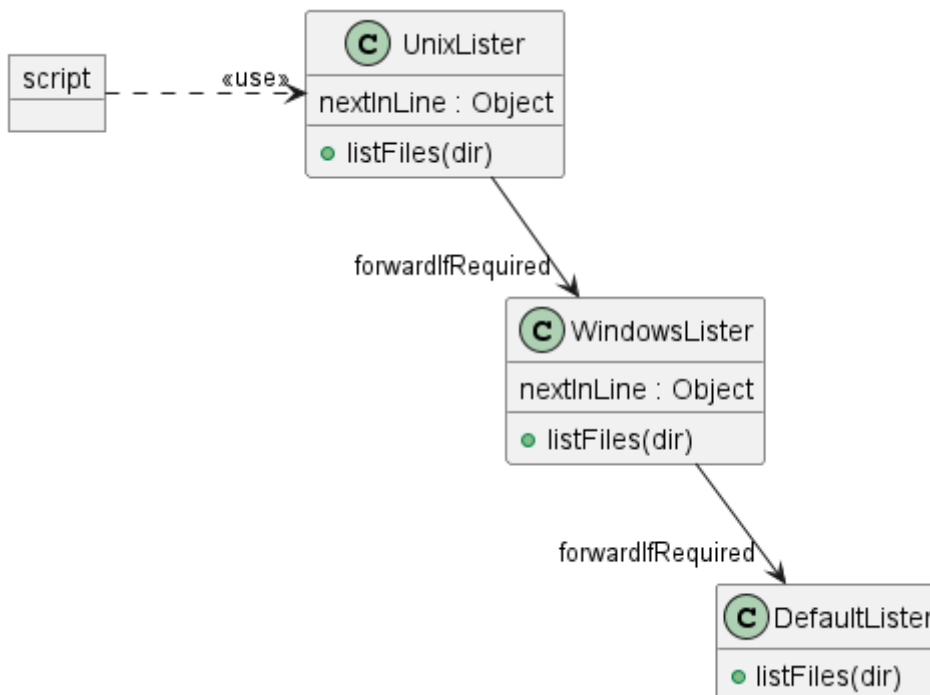 script
«use»
C UnixLister
nextInLine : Object
listFiles(dir)
forwardIfRequired
C WindowsLister
nextInLine : Object
listFiles(dir)
forwardIfRequired
C DefaultLister
listFiles(dir)